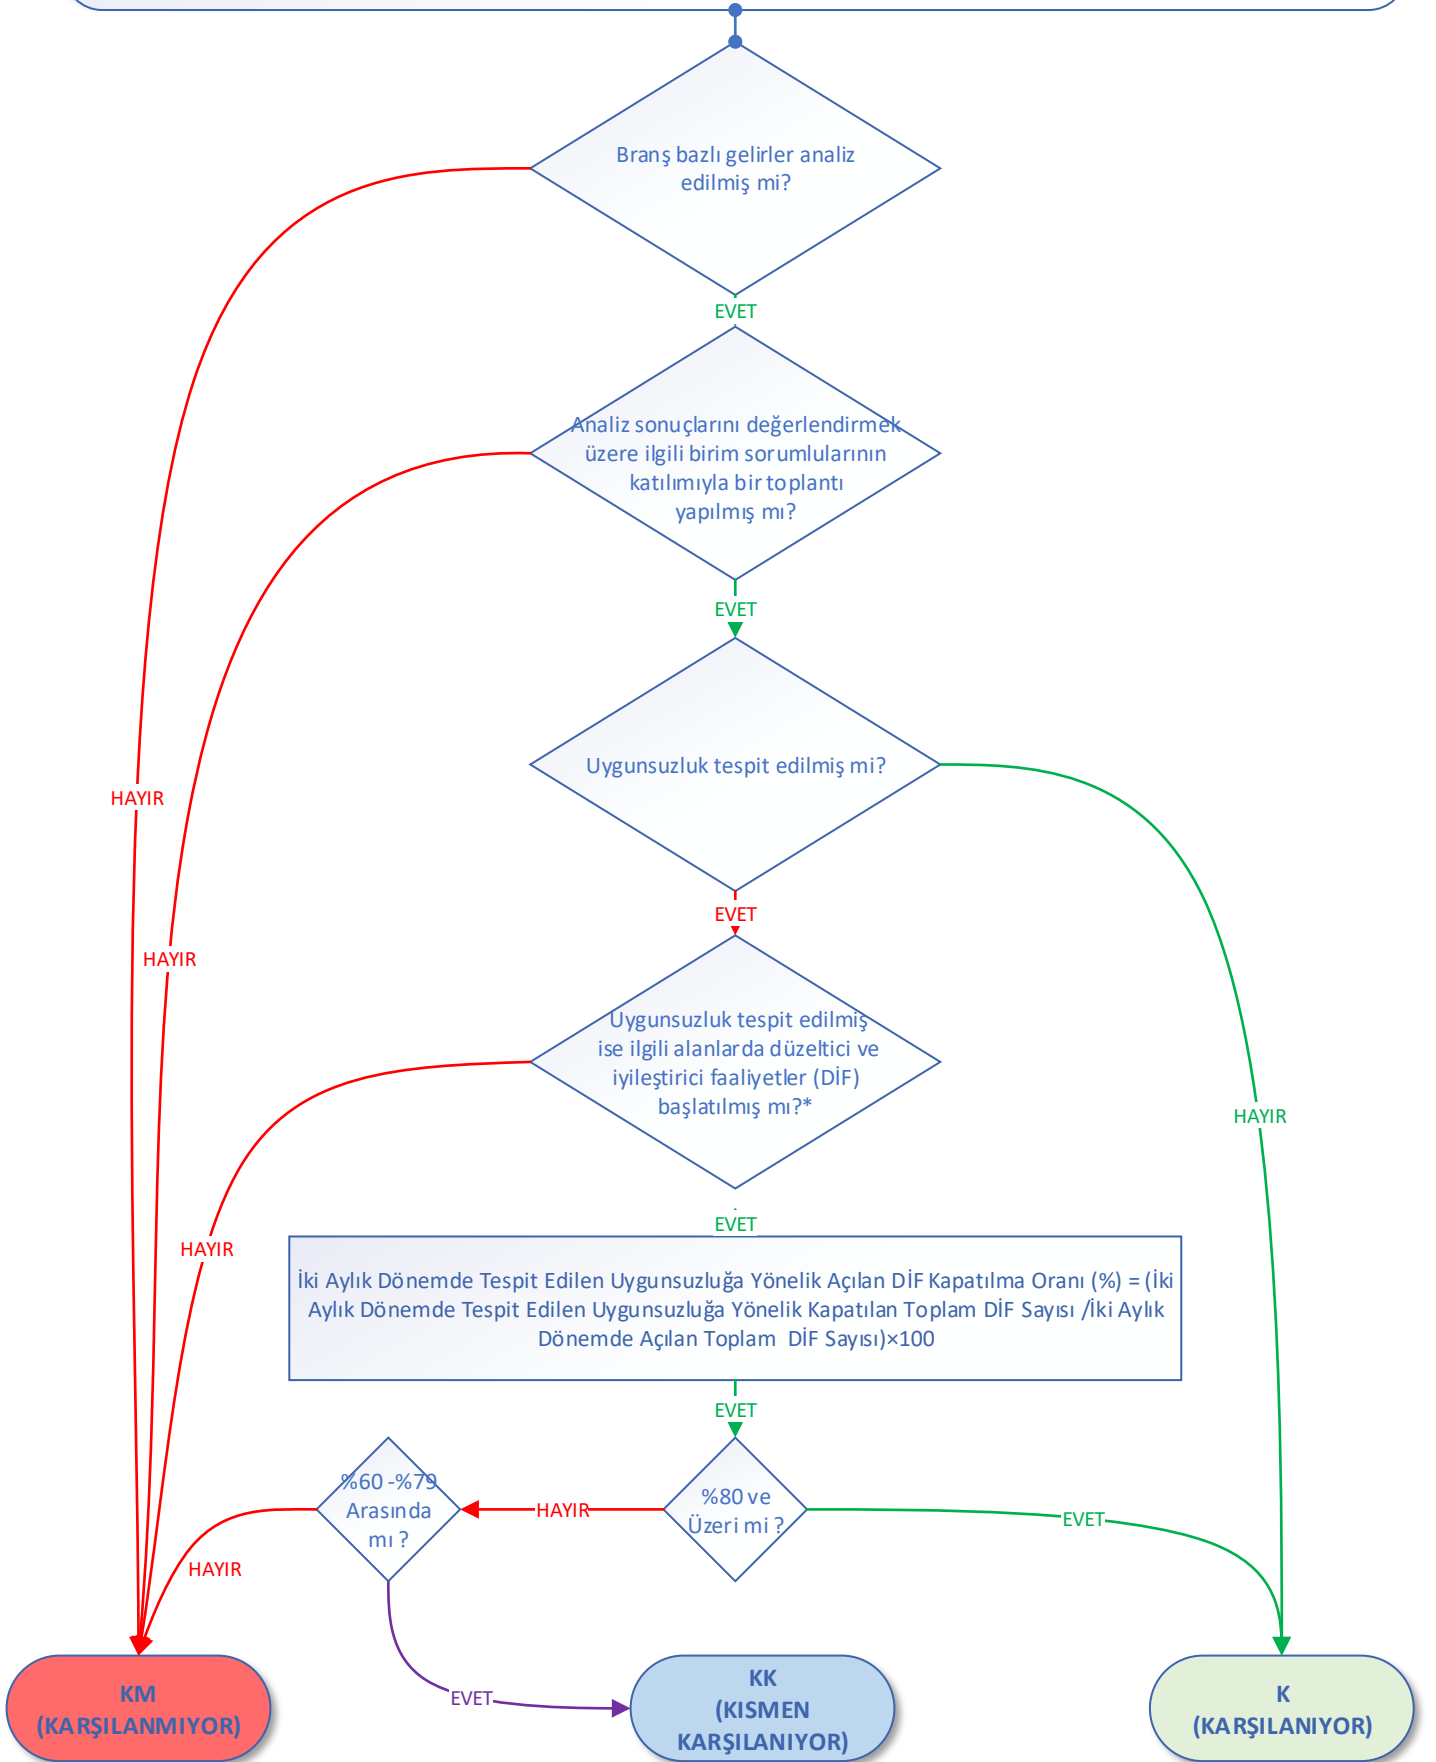 Branş bazlı gelirler analiz
edilmiş mi?
EVET
Analiz sonuçlarını değerlendirmek
üzere ilgili birim sorumlularının
katılımıyla bir toplantı
yapılmış mı?
EVET
Uygunsuzluk tespit edilmiş mi?
HAYIR
EVET
HAYIR
Uygunsuzluk tespit edilmiş
ise ilgili alanlarda düzeltici ve
iyileştirici faaliyetler (DİF)
başlatılmış mı?*
HAYIR
EVET
HAYIR
İki Aylık Dönemde Tespit Edilen Uygunsuzluğa Yönelik Açılan DİF Kapatılma Oranı (%) = (İki
Aylık Dönemde Tespit Edilen Uygunsuzluğa Yönelik Kapatılan Toplam DİF Sayısı /İki Aylık
Dönemde Açılan Toplam DİF Sayısı)×100
EVET
%60 -%79
Arasında
mı ?
HAYIR
%80 ve
Üzeri mi ?
EVET
HAYIR
EVET
KM
(KARŞILANMIYOR)
KK
(KISMEN
KARŞILANIYOR)
K
(KARŞILANIYOR)